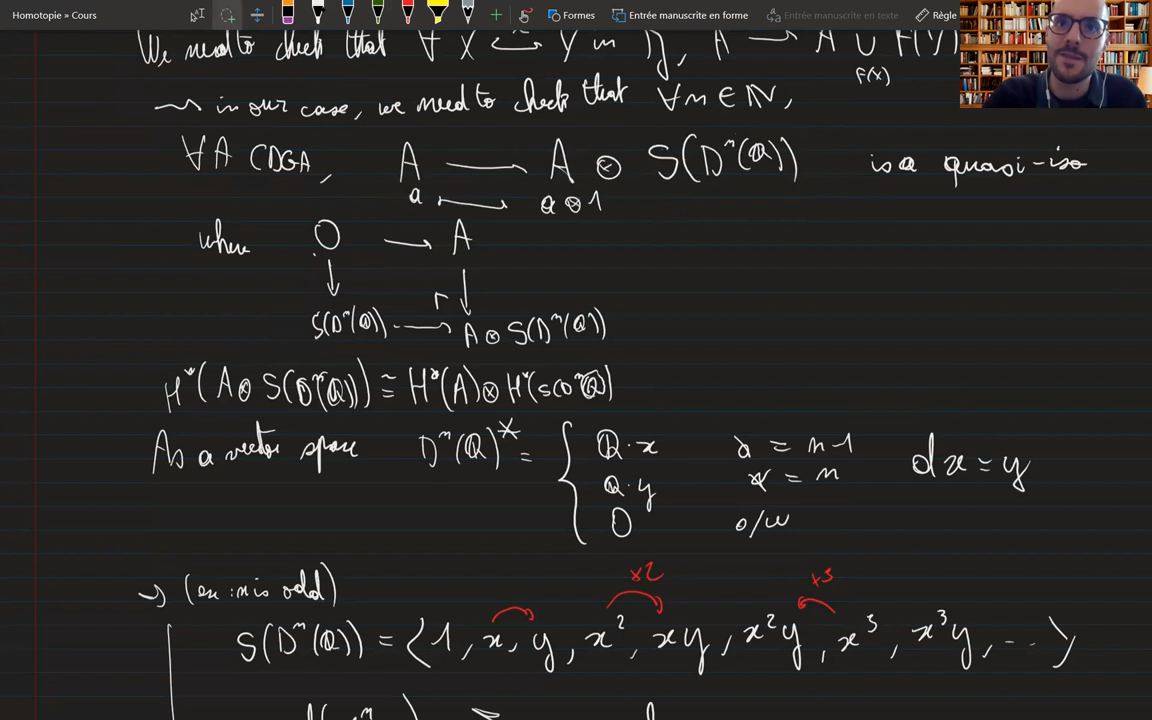 Homotopie » Cours
Formes
Entrée manuscrite en forme
Entrée manuscrite en texte
Règle
We need to check that ∀ X ↪ Y in J, A → A ∪ F(Y)
F(X)
⇝ in our case, we need to check that ∀n ∈ ℕ,
∀A CDGA, A → A ⊗ S(Dⁿ(ℚ)) is a quasi-iso
a ↦ a ⊗ 1
where 0 → A
↓ ↓
S(Dⁿ(ℚ)) → A ⊗ S(Dⁿ(ℚ))
H*(A ⊗ S(Dⁿ(ℚ))) ≅ H*(A) ⊗ H*(S(Dⁿ(ℚ))
As a vector space Dⁿ(ℚ)* = { ℚ·x * = n-1 dx = y
ℚ·y * = n
0 o/w
→ (ex: n is odd)
×2 ×3
S(Dⁿ(ℚ)) = ⟨1, x, y, x², xy, x²y, x³, x³y, ...⟩